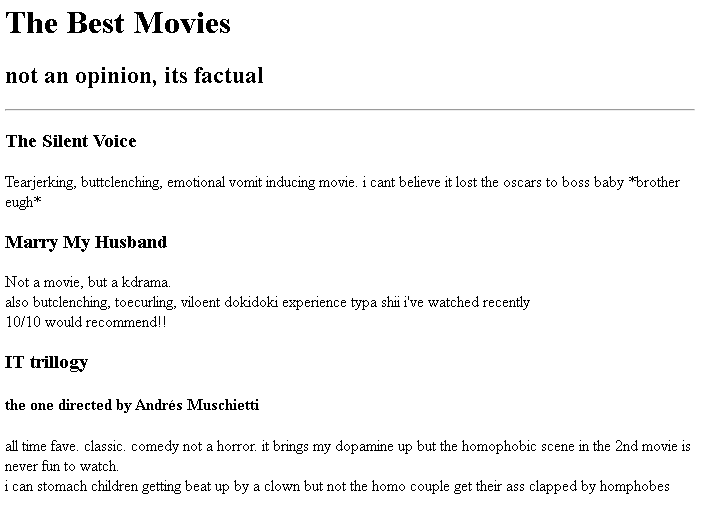 The Best Movies
not an opinion, its factual
The Silent Voice
Tearjerking, buttclenching, emotional vomit inducing movie. i cant believe it lost the oscars to boss baby *brother
eugh*
Marry My Husband
Not a movie, but a kdrama.
also butclenching, toecurling, viloent dokidoki experience typa shii i've watched recently
10/10 would recommend!!
IT trillogy
the one directed by Andrés Muschietti
all time fave. classic. comedy not a horror. it brings my dopamine up but the homophobic scene in the 2nd movie is
never fun to watch.
i can stomach children getting beat up by a clown but not the homo couple get their ass clapped by homphobes